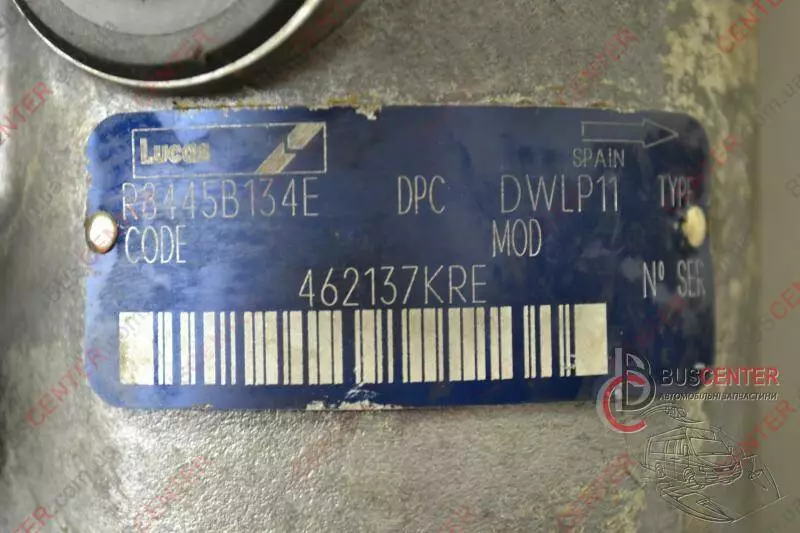 Lucas
SPAIN
R8445B134E DPC DWLP11 TYPE
CODE MOD
462137KRE Nº SER
BUSCENTER
АВТОМОБІЛЬНІ ЗАПЧАСТИНИ